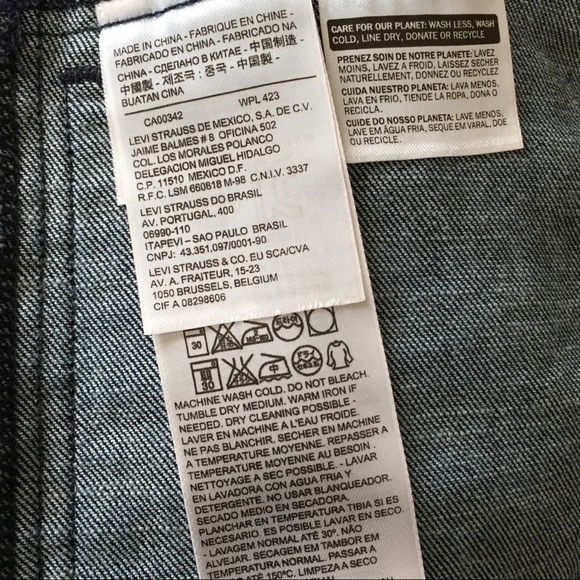 MADE IN CHINA - FABRIQUE EN CHINE -
FABRICADO EN CHINA - FABRICADO NA
CHINA - СДЕЛАНО В КИТАЕ - 中国制造 -
中國製 - 제조국 : 중국 - 中国製 -
BUATAN CINA
CA00342 WPL 423
LEVI STRAUSS DE MEXICO, S.A. DE C.V.
JAIME BALMES # 8 OFICINA 502
COL. LOS MORALES POLANCO
DELEGACION MIGUEL HIDALGO
C.P. 11510 MEXICO D.F.
R.F.C. LSM 660818 M-98 C.N.I.V. 3337
LEVI STRAUSS DO BRASIL
AV. PORTUGAL, 400
06990-110
ITAPEVI – SAO PAULO BRASIL
CNPJ: 43.351.097/0001-90
LEVI STRAUSS & CO. EU SCA/CVA
AV. A. FRAITEUR, 15-23
1050 BRUSSELS, BELGIUM
CIF A 08298606
CARE FOR OUR PLANET: WASH LESS, WASH
COLD, LINE DRY, DONATE OR RECYCLE
PRENEZ SOIN DE NOTRE PLANETE: LAVEZ
MOINS, LAVEZ A FROID, LAISSEZ SÉCHER
NATURELLEMENT, DONNEZ OU RECYCLEZ
CUIDA NUESTRO PLANETA: LAVA MENOS,
LAVA EN FRIO, TIENDE LA ROPA, DONA O
RECICLA.
CUIDE DO NOSSO PLANETA: LAVE MENOS,
LAVE EM ÁGUA FRIA, SEQUE EM VARAL, DOE
OU RECICLE.
30
30 中
MACHINE WASH COLD. DO NOT BLEACH.
TUMBLE DRY MEDIUM. WARM IRON IF
NEEDED. DRY CLEANING POSSIBLE -
LAVER EN MACHINE A L'EAU FROIDE.
NE PAS BLANCHIR. SECHER EN MACHINE
A TEMPERATURE MOYENNE. REPASSER A
TEMPERATURE MOYENNE AU BESOIN .
NETTOYAGE A SEC POSSIBLE. - LAVAR
EN LAVADORA CON AGUA FRIA Y
DETERGENTE. NO USAR BLANQUEADOR.
SECADO MEDIO EN SECADORA.
PLANCHAR EN TEMPERATURA TIBIA SI ES
NECESARIO. ES POSIBLE LAVAR EN SECO.
- LAVAGEM NORMAL ATÉ 30°. NÃO
ALVEJAR. SECAGEM EM TAMBOR EM
TEMPERATURA NORMAL. PASSAR A
ATÉ 150°C. LIMPEZA A SECO